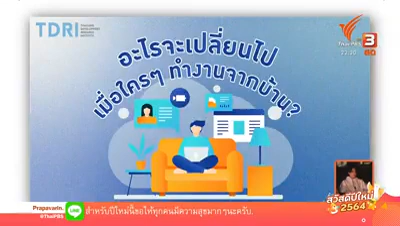 TDRI
Thai PBS
3
อะไรจะเปลี่ยนไป
เมื่อใครๆ ทำงานจากบ้าน?
สวัสดีปีใหม่
2564
Prapavarin.
@ThaiPBS
LINE
สำหรับปีใหม่นี้ขอให้ทุกคนมีความสุขมากๆนะครับ.